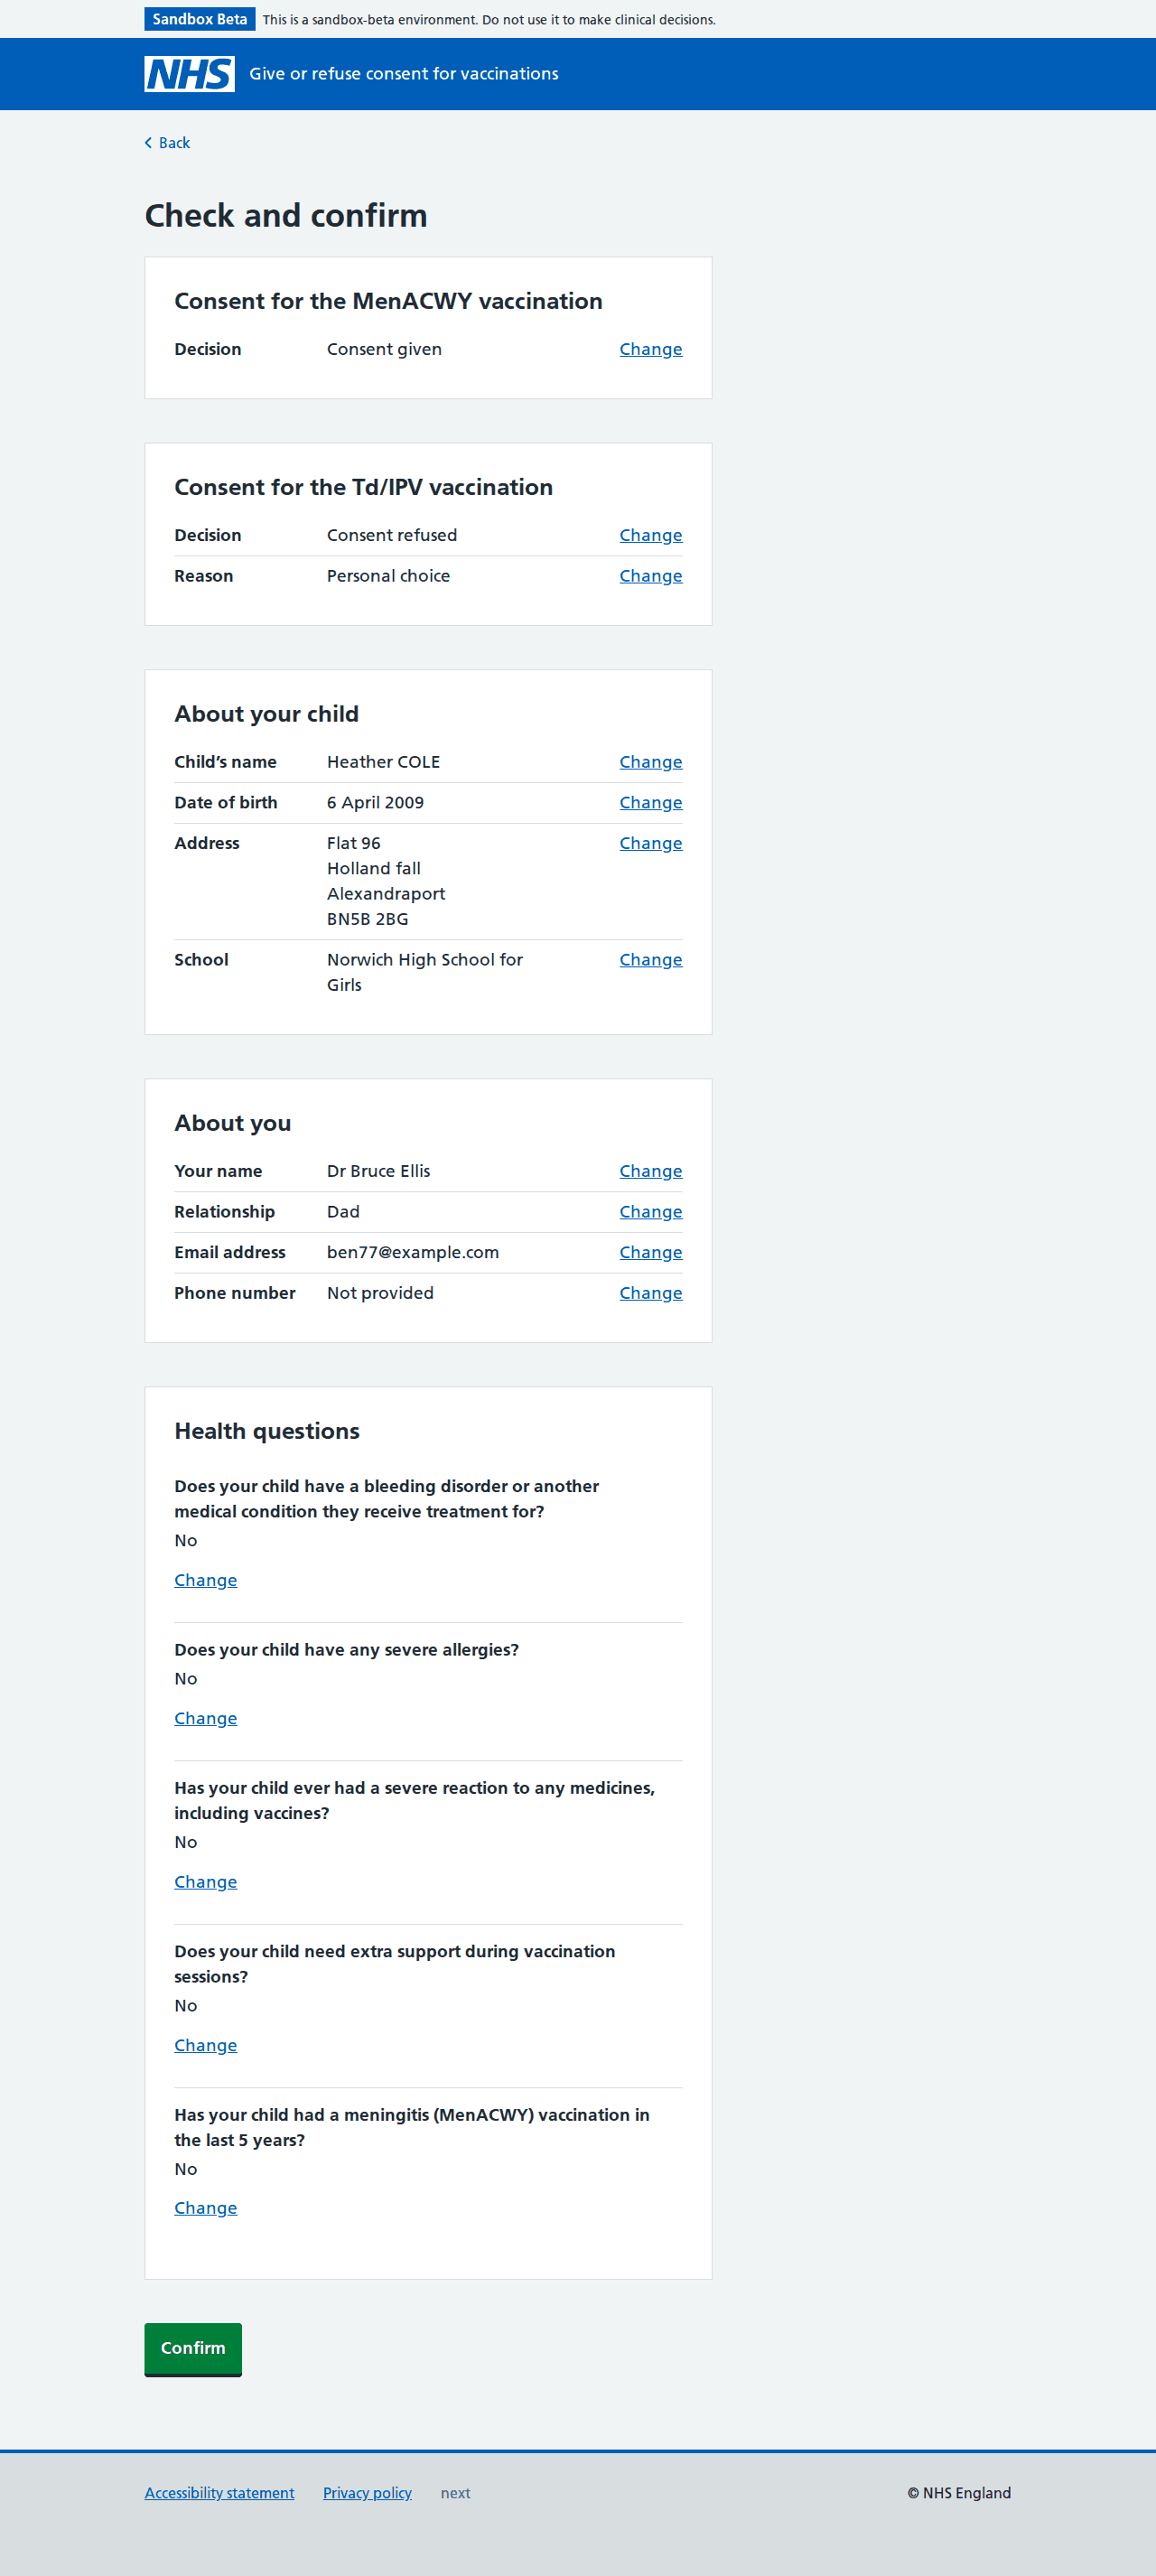 Sandbox Beta This is a sandbox-beta environment. Do not use it to make clinical decisions.
NHS Give or refuse consent for vaccinations
Back
Check and confirm
Consent for the MenACWY vaccination
Decision Consent given Change
Consent for the Td/IPV vaccination
Decision Consent refused Change
Reason Personal choice Change
About your child
Child’s name Heather COLE Change
Date of birth 6 April 2009 Change
Address Flat 96 Change
Holland fall
Alexandraport
BN5B 2BG
School Norwich High School for Change
Girls
About you
Your name Dr Bruce Ellis Change
Relationship Dad Change
Email address ben77@example.com Change
Phone number Not provided Change
Health questions
Does your child have a bleeding disorder or another
medical condition they receive treatment for?
No
Change
Does your child have any severe allergies?
No
Change
Has your child ever had a severe reaction to any medicines,
including vaccines?
No
Change
Does your child need extra support during vaccination
sessions?
No
Change
Has your child had a meningitis (MenACWY) vaccination in
the last 5 years?
No
Change
Confirm
Accessibility statement Privacy policy next © NHS England